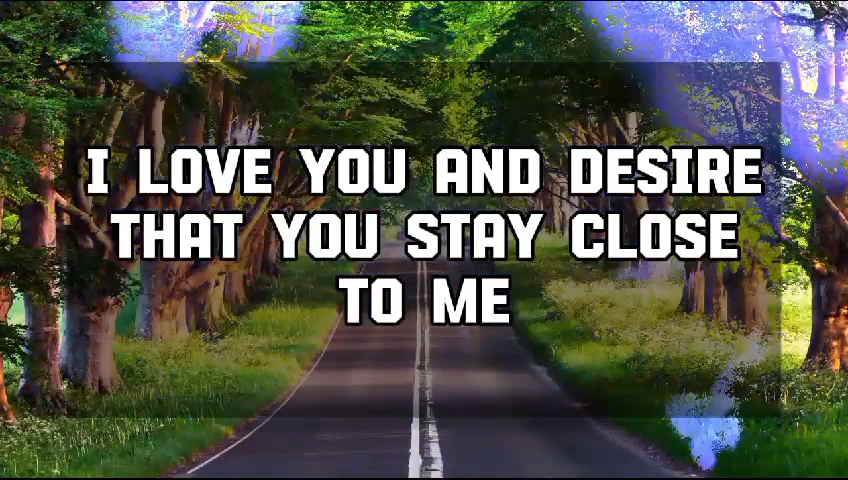 I LOVE YOU AND DESIRE
THAT YOU STAY CLOSE
TO ME